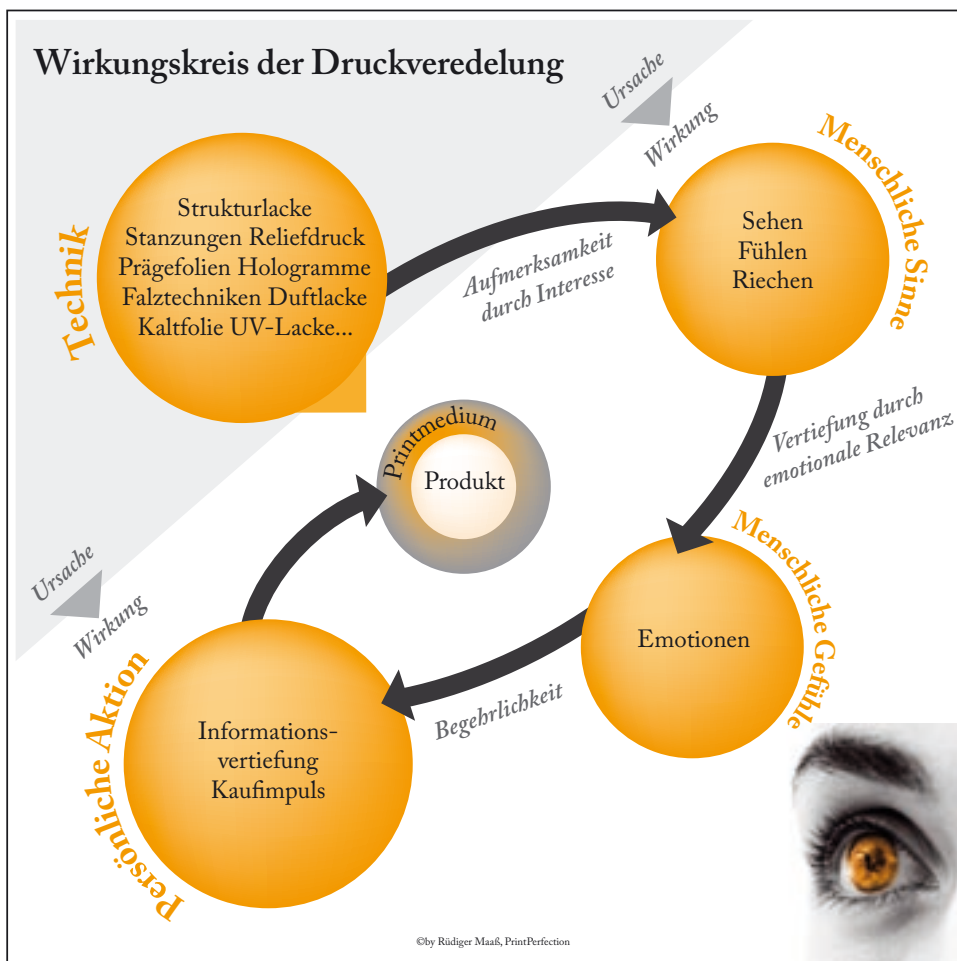 Wirkungskreis der Druckveredelung
Ursache
Wirkung
Technik
Strukturlacke
Stanzungen Reliefdruck
Prägefolien Hologramme
Falztechniken Duftlacke
Kaltfolie UV-Lacke...
Aufmerksamkeit
durch Interesse
Menschliche Sinne
Sehen
Fühlen
Riechen
Vertiefung durch
emotionale Relevanz
Printmedium
Produkt
Menschliche Gefühle
Emotionen
Begehrlichkeit
Ursache
Wirkung
Persönliche Aktion
Informations-
vertiefung
Kaufimpuls
©by Rüdiger Maaß, PrintPerfection